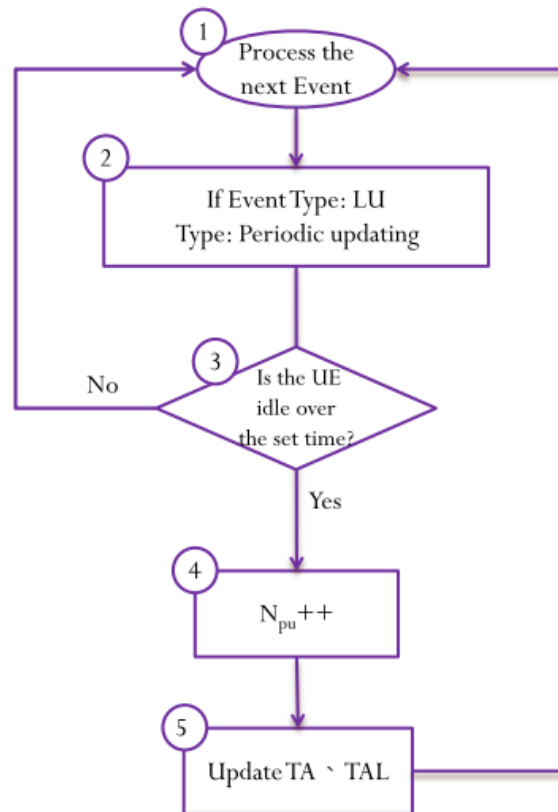 1
Process the
next Event
2
If Event Type: LU
Type: Periodic updating
3
Is the UE
idle over
the set time?
No
Yes
4
Npu++
5
Update TA、TAL